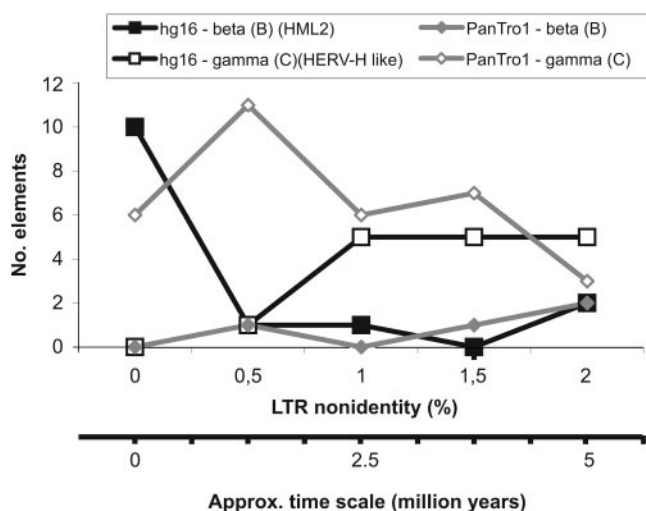 hg16 - beta (B) (HML2) PanTro1 - beta (B)
hg16 - gamma (C)(HERV-H like) PanTro1 - gamma (C)
12
10
8
6
4
2
0
No. elements
0 0,5 1 1,5 2
LTR nonidentity (%)
0 2.5 5
Approx. time scale (million years)